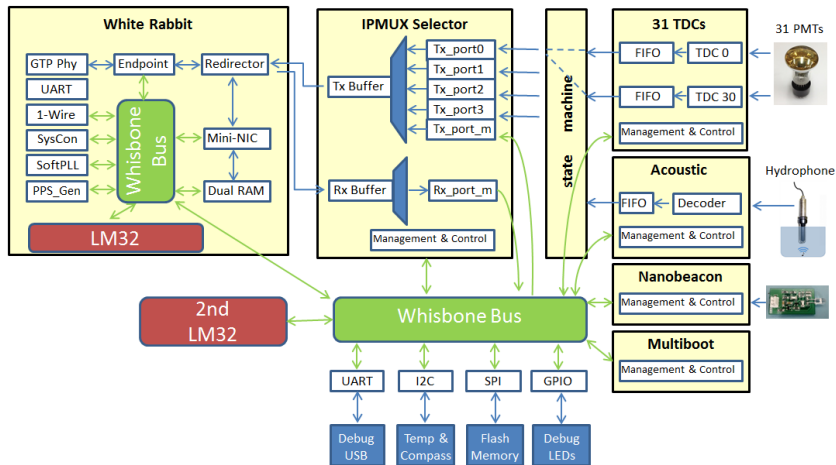 White Rabbit
GTP Phy
Endpoint
Redirector
UART
1-Wire
SysCon
SoftPLL
PPS_Gen
Whisbone
Bus
Mini-NIC
Dual RAM
LM32
IPMUX Selector
Tx Buffer
Tx_port0
Tx_port1
Tx_port2
Tx_port3
Tx_port_m
Rx Buffer
Rx_port_m
Management & Control
state machine
31 TDCs
FIFO
TDC 0
FIFO
TDC 30
Management & Control
31 PMTs
Acoustic
FIFO
Decoder
Management & Control
Hydrophone
Nanobeacon
Management & Control
Multiboot
Management & Control
2nd
LM32
Whisbone Bus
UART
I2C
SPI
GPIO
Debug
USB
Temp &
Compass
Flash
Memory
Debug
LEDs